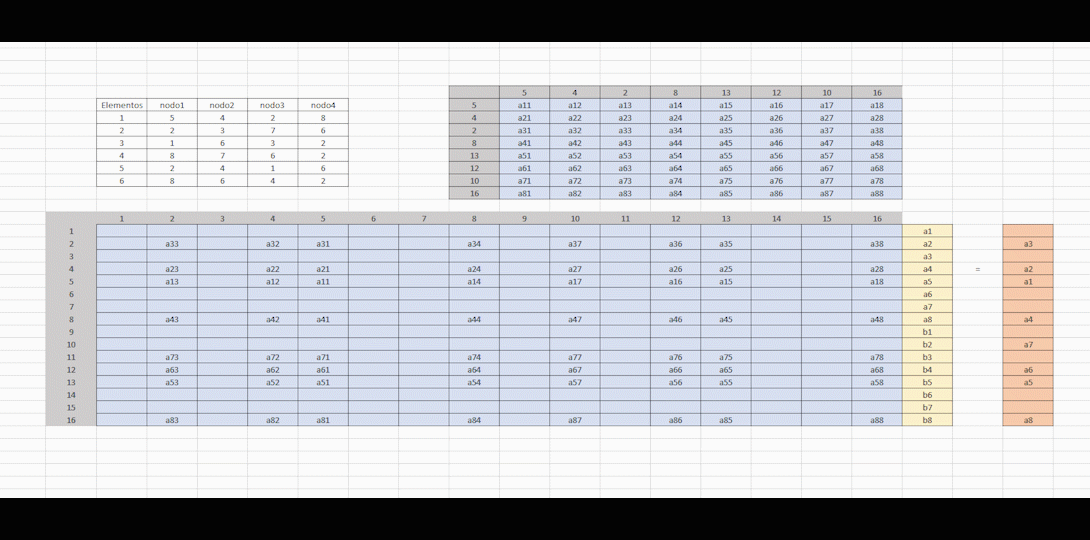 5 4 2 8 13 12 10 16
Elementos nodo1 nodo2 nodo3 nodo4 5 a11 a12 a13 a14 a15 a16 a17 a18
1 5 4 2 8 4 a21 a22 a23 a24 a25 a26 a27 a28
2 2 3 7 6 2 a31 a32 a33 a34 a35 a36 a37 a38
3 1 6 3 2 8 a41 a42 a43 a44 a45 a46 a47 a48
4 8 7 6 2 13 a51 a52 a53 a54 a55 a56 a57 a58
5 2 4 1 6 12 a61 a62 a63 a64 a65 a66 a67 a68
6 8 6 4 2 10 a71 a72 a73 a74 a75 a76 a77 a78
16 a81 a82 a83 a84 a85 a86 a87 a88
1 2 3 4 5 6 7 8 9 10 11 12 13 14 15 16
1 a1
2 a33 a32 a31 a34 a37 a36 a35 a38 a2 a3
3 a3
4 a23 a22 a21 a24 a27 a26 a25 a28 a4 = a2
5 a13 a12 a11 a14 a17 a16 a15 a18 a5 a1
6 a6
7 a7
8 a43 a42 a41 a44 a47 a46 a45 a48 a8 a4
9 b1
10 b2 a7
11 a73 a72 a71 a74 a77 a76 a75 a78 b3
12 a63 a62 a61 a64 a67 a66 a65 a68 b4 a6
13 a53 a52 a51 a54 a57 a56 a55 a58 b5 a5
14 b6
15 b7
16 a83 a82 a81 a84 a87 a86 a85 a88 b8 a8